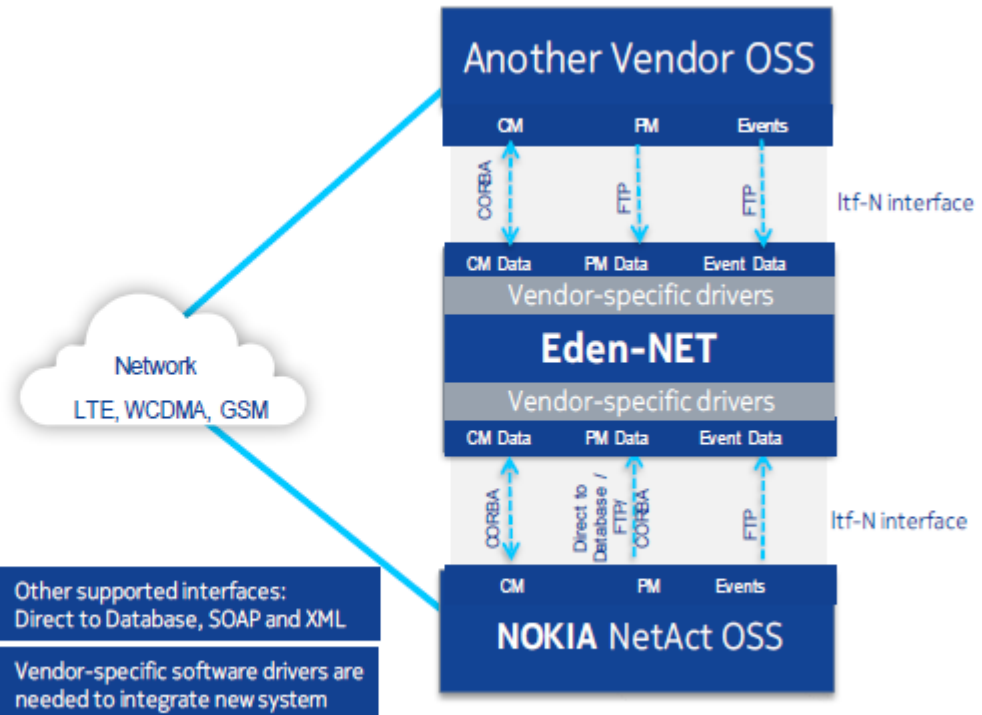 Another Vendor OSS
CM PM Events
CORBA
FTP
FTP
Itf-N interface
CM Data PM Data Event Data
Vendor-specific drivers
Eden-NET
Vendor-specific drivers
CM Data PM Data Event Data
CORBA
Direct to
Database /
FTP/
CORBA
FTP
Itf-N interface
CM PM Events
NOKIA NetAct OSS
Network
LTE, WCDMA, GSM
Other supported interfaces:
Direct to Database, SOAP and XML
Vendor-specific software drivers are
needed to integrate new system